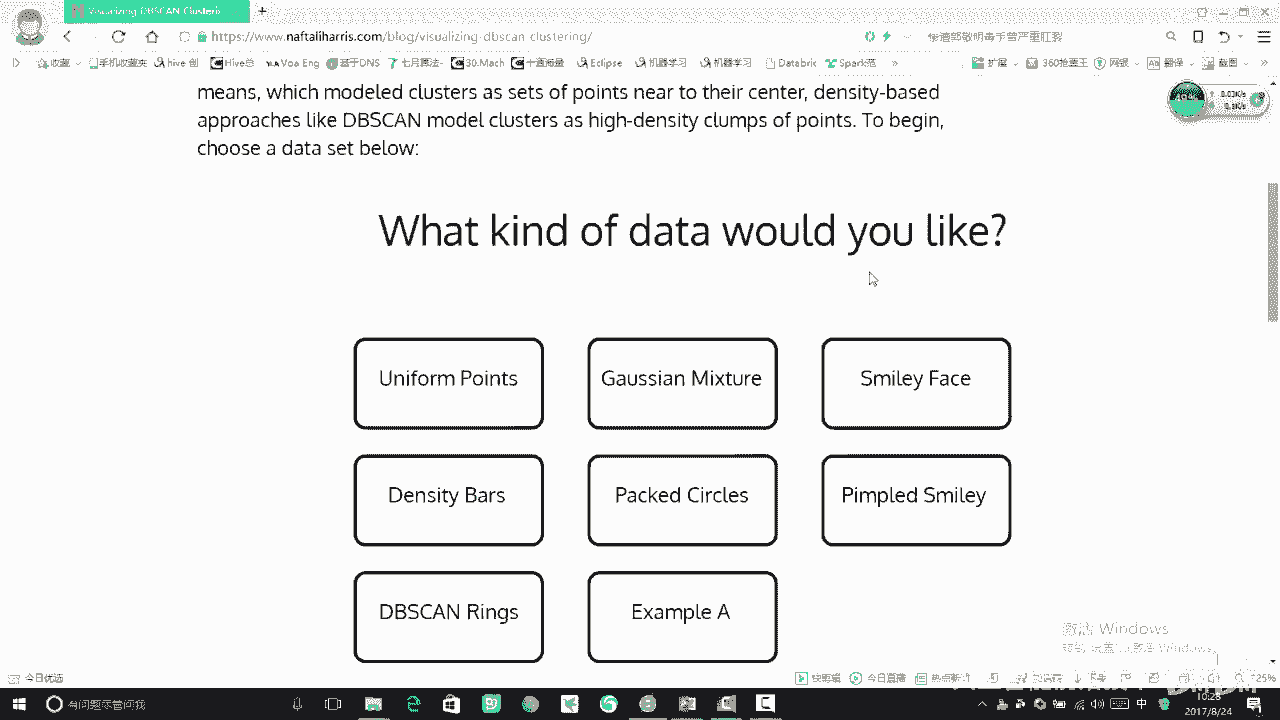 Visualizing DBSCAN Clusterin
https://www.naftaliharris.com/blog/visualizing-dbscan-clustering/
收藏 手机收藏夹 Hive总 Voa Eng 基于DNS 七月算法- 30.Mach 十道海量 Eclipse 机器学习 机器学习 Databric Spark范 » 扩展 360抢票王 网银 翻译 截图
means, which modeled clusters as sets of points near to their center, density-based
approaches like DBSCAN model clusters as high-density clumps of points. To begin,
choose a data set below:
What kind of data would you like?
Uniform Points Gaussian Mixture Smiley Face
Density Bars Packed Circles Pimpled Smiley
DBSCAN Rings Example A
激活 Windows
今日优选 快剪辑 今日直播 热点新闻
有问题尽管问我 中 10:26
2017/8/24